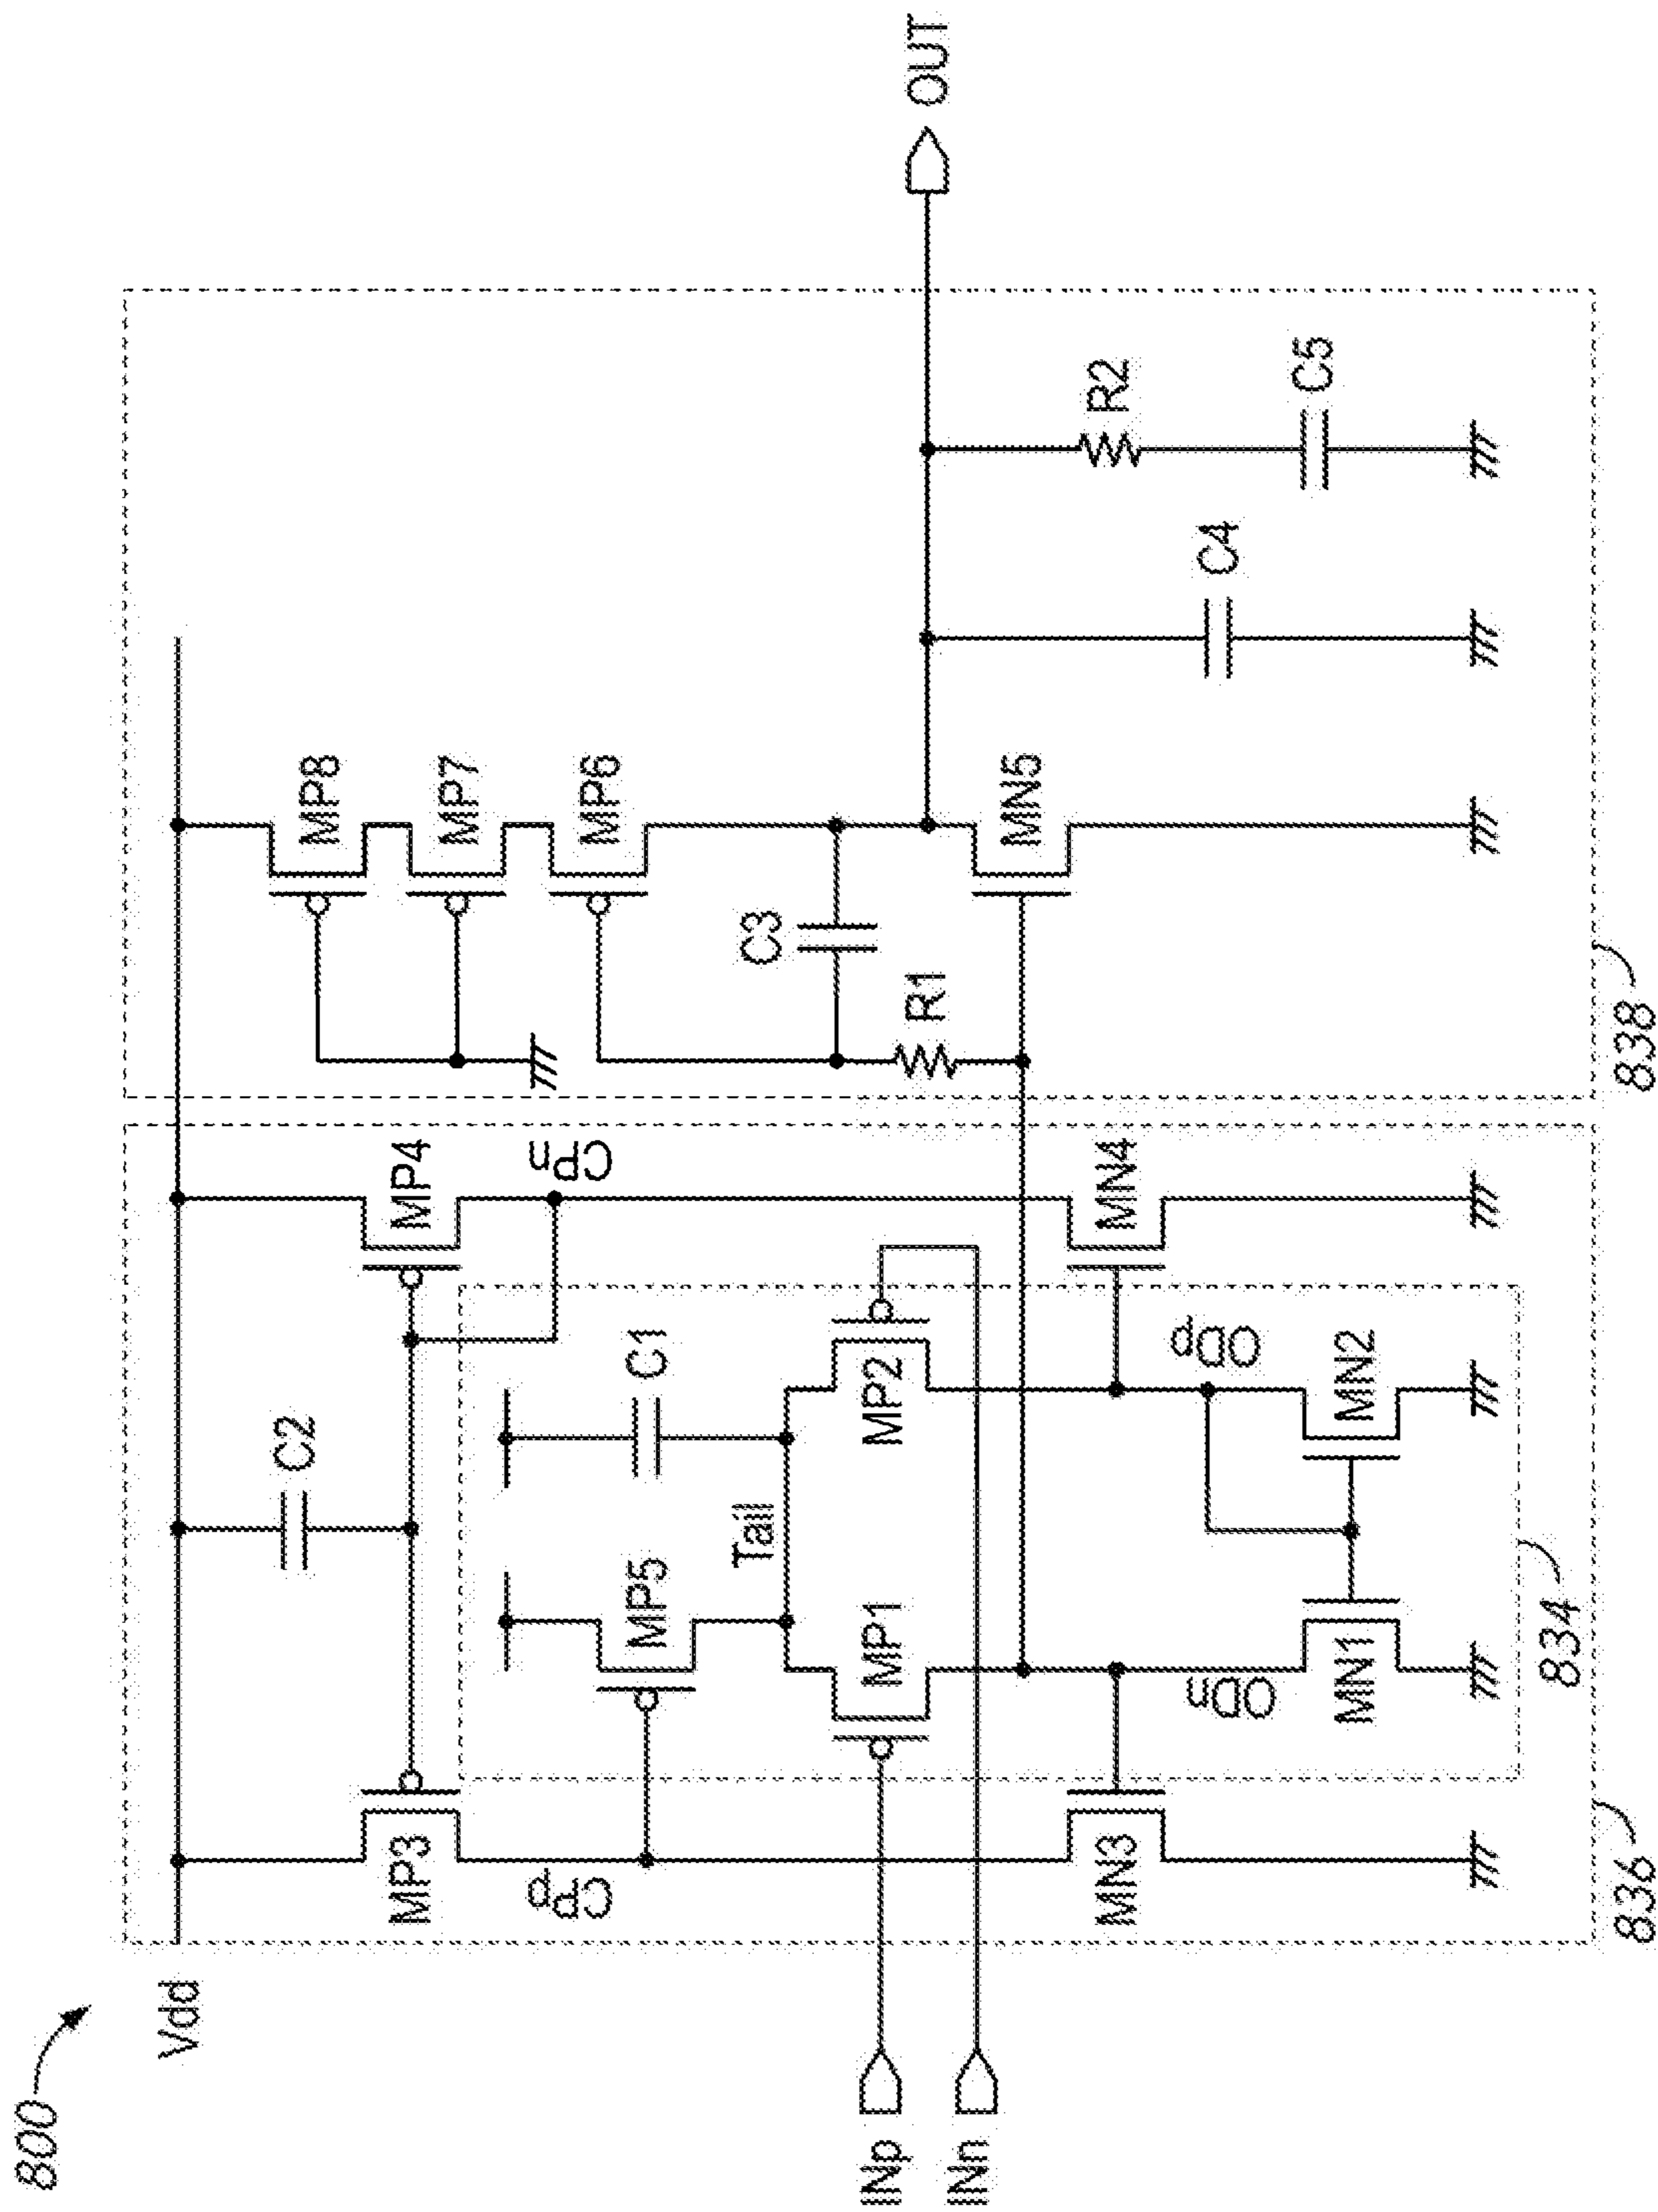 800
Vdd
C2
MP3
MP4
CPp
CPn
MP5
C1
Tail
MP1
MP2
INp
INn
ODn
ODp
MN3
MN4
MN1
MN2
834
836
MP8
MP7
MP6
C3
R1
MN5
OUT
R2
C4
C5
838